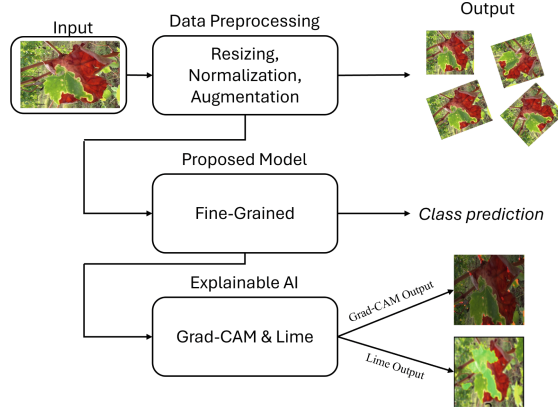 Input
Data Preprocessing
Output
Resizing,
Normalization,
Augmentation
Proposed Model
Fine-Grained
Class prediction
Explainable AI
Grad-CAM & Lime
Grad-CAM Output
Lime Output